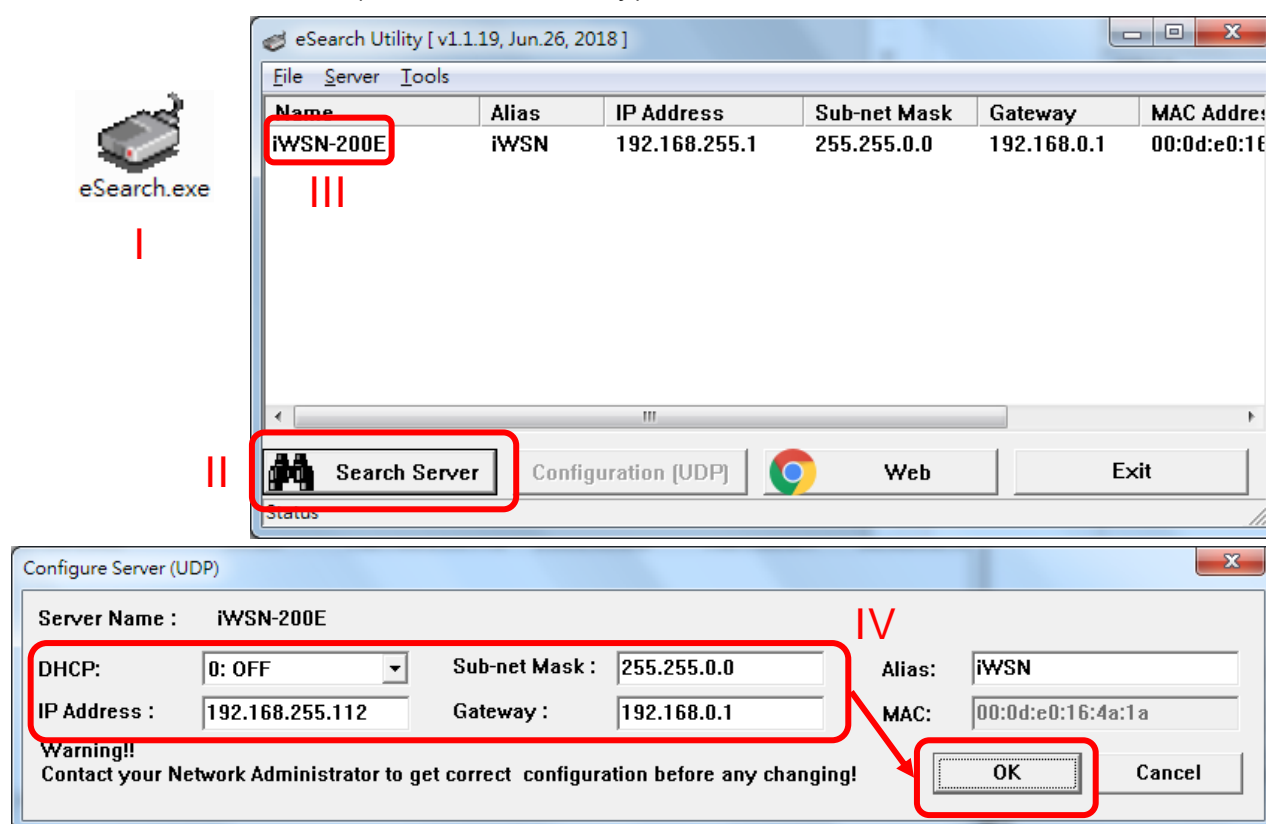 eSearch Utility [ v1.1.19, Jun.26, 2018 ]
File Server Tools
Name Alias IP Address Sub-net Mask Gateway
iWSN-200E iWSN 192.168.255.1 255.255.0.0 192.168.0.1 00:0d:e0:16
eSearch.exe
III
I
II
Search Server Configuration (UDP) Web Exit
Status
Configure Server (UDP)
Server Name : iWSN-200E
IV
DHCP: 0: OFF Sub-net Mask : 255.255.0.0 Alias: iWSN
IP Address : 192.168.255.112 Gateway : 192.168.0.1 MAC: 00:0d:e0:16:4a:1a
Warning!!
Contact your Network Administrator to get correct configuration before any changing!
OK Cancel